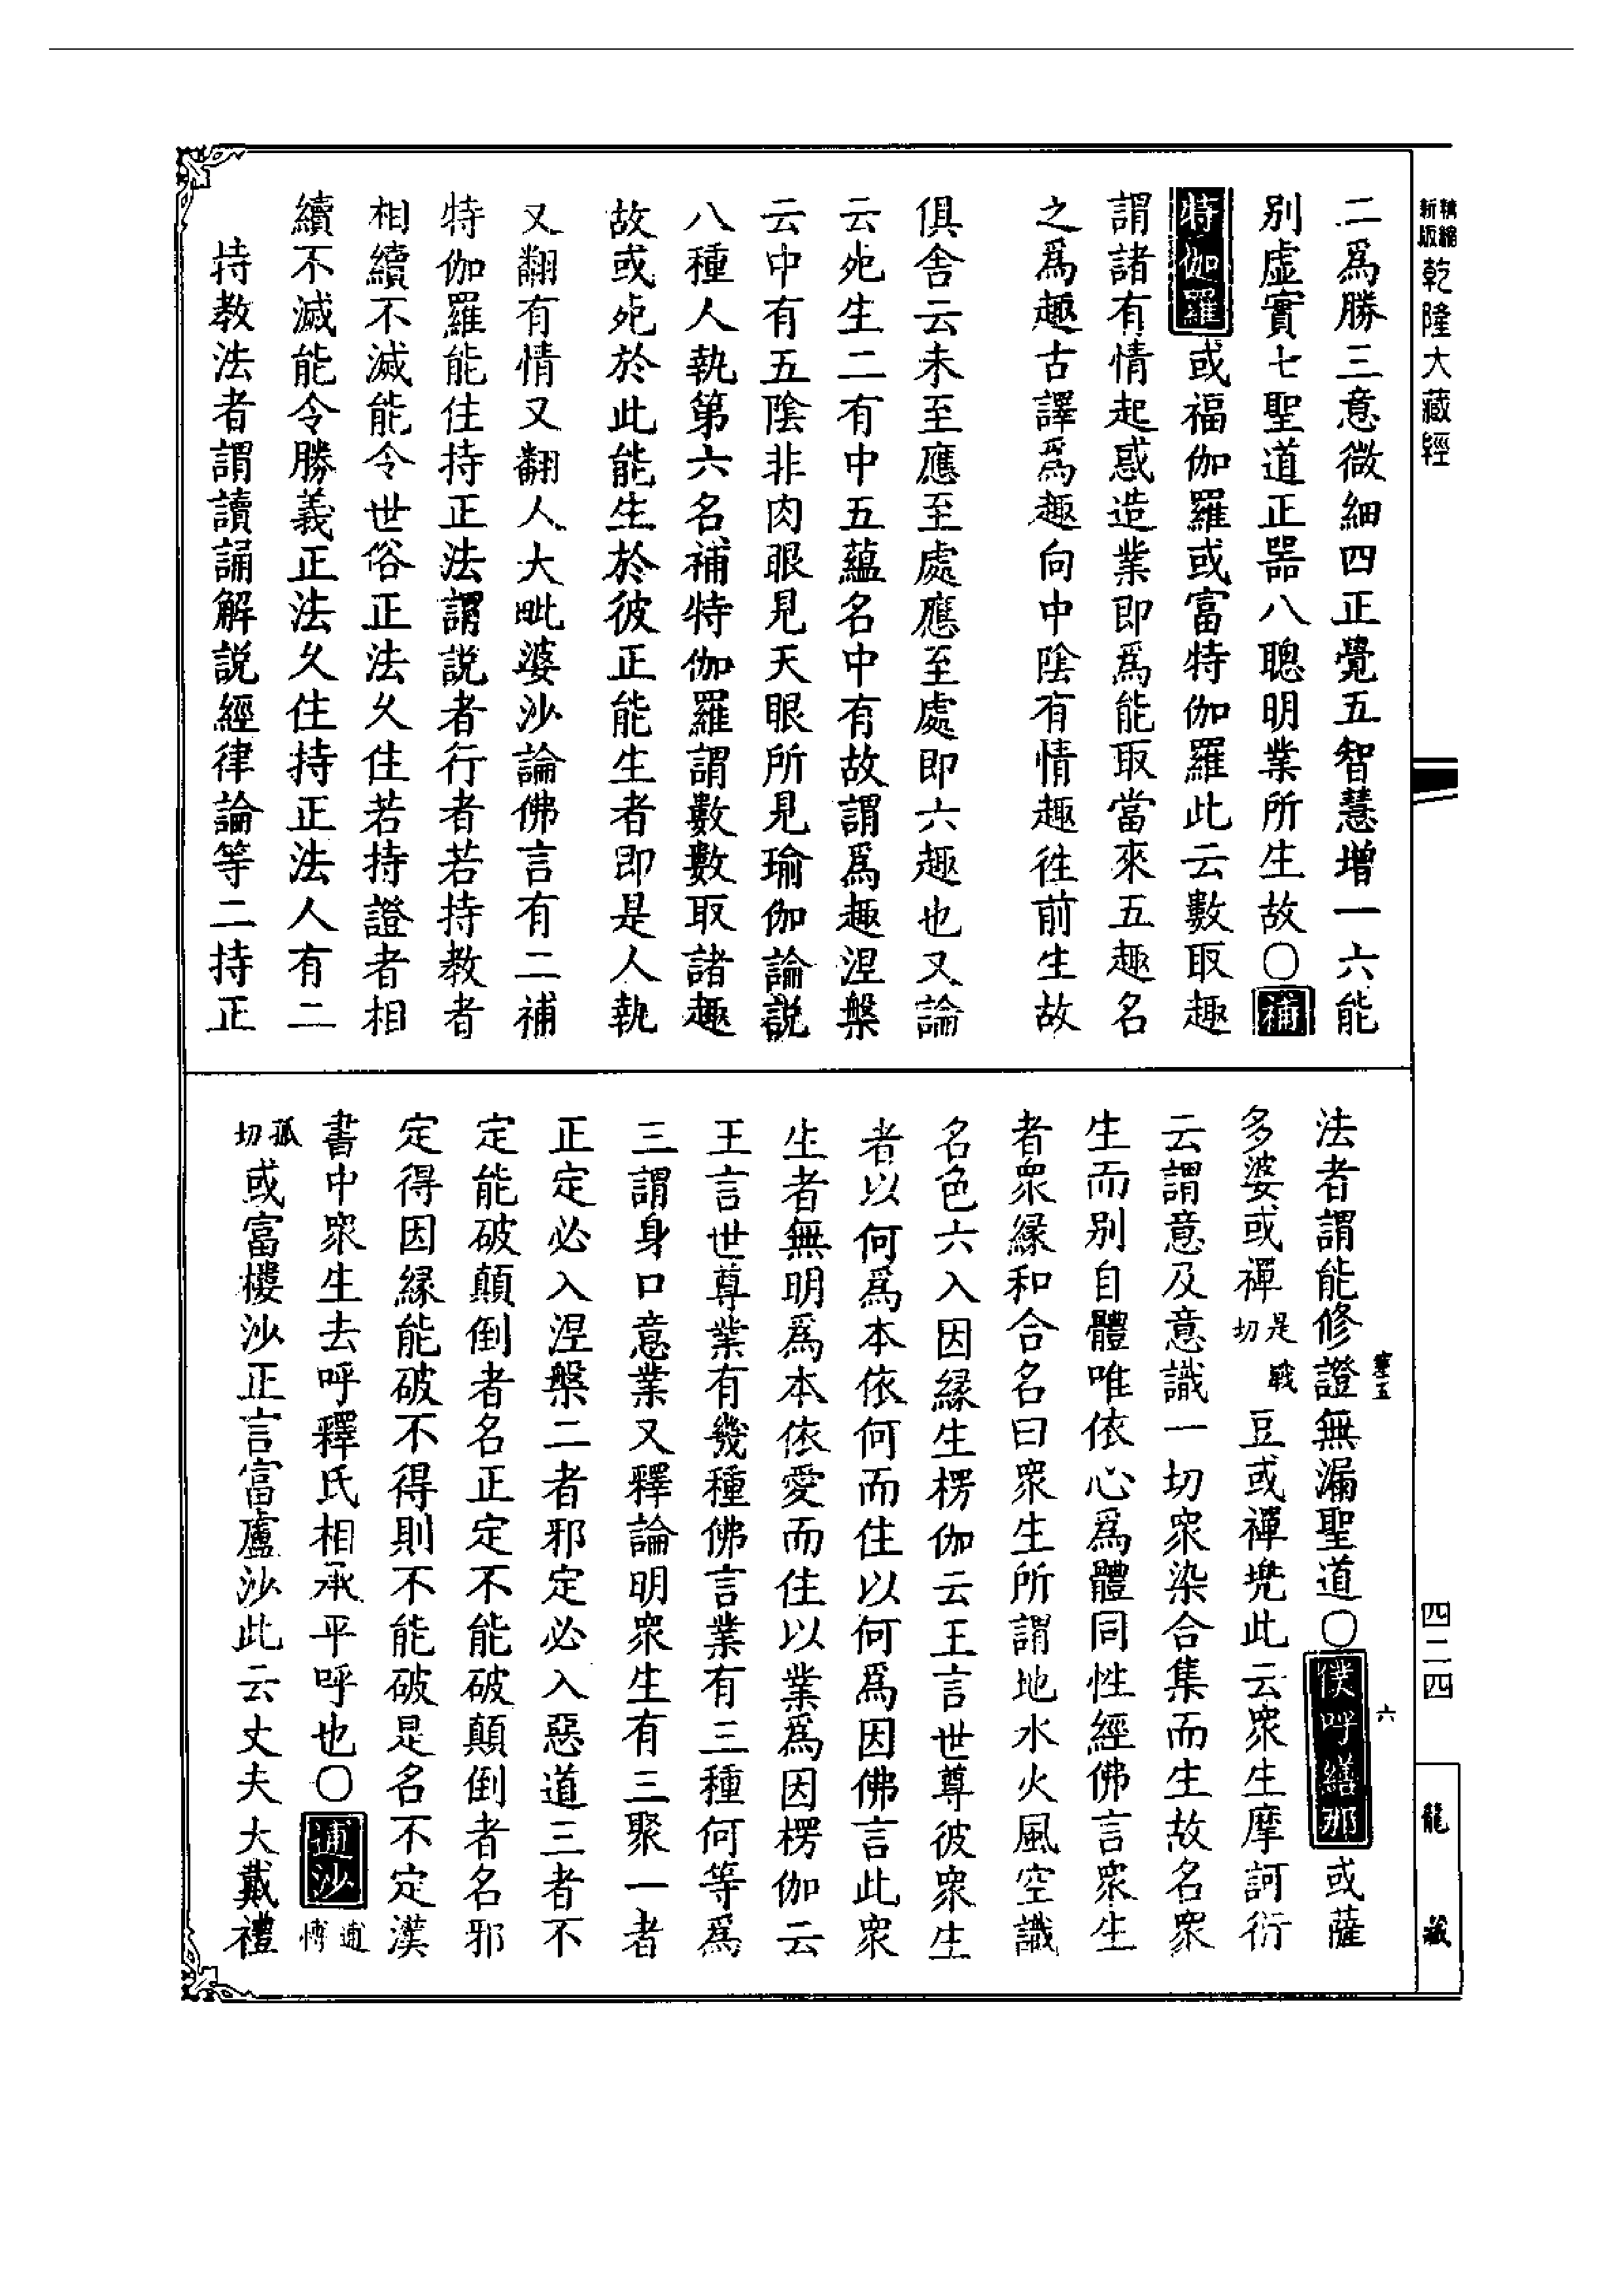 新版精縮乾隆大藏經
二爲勝三意微細四正覺五智慧增一六能
别虛實七聖道正器八聰明業所生故〇補
特伽羅或福伽羅或富特伽羅此云數取趣
謂諸有情起惑造業即爲能取當來五趣名
之爲趣古譯爲趣向中陰有情趣往前生故
俱舍云未至應至處應至處即六趣也又論
云死生二有中五蘊名中有故謂爲趣涅槃
云中有五陰非肉眼見天眼所見瑜伽論説
八種人執第六名補特伽羅謂數數取諸趣
故或死於此能生於彼正能生者即是人執
又翻有情又翻人大毗婆沙論佛言有二補
特伽羅能住持正法謂説者行者若持教者
相續不滅能令世俗正法久住若持證者相
續不滅能令勝義正法久住持正法人有二
持教法者謂讀誦解説經律論等二持正
法者謂能修證無漏聖道〇僕呼繕那或薩
多婆或禪是戰切豆或禪兠此云衆生摩訶衍
云謂意及意識一切衆染合集而生故名衆
生而别自體唯依心爲體同性經佛言衆生
者衆緣和合名曰衆生所謂地水火風空識
名色六入因緣生楞伽云王言世尊彼衆生
者以何爲本依何而住以何爲因佛言此衆
生者無明爲本依愛而住以業爲因楞伽云
王言世尊業有幾種佛言業有三種何等爲
三謂身口意業又釋論明衆生有三聚一者
正定必入涅槃二者邪定必入惡道三者不
定能破顛倒者名正定不能破顛倒者名邪
定得因緣能破不得則不能破是名不定漢
書中衆生去呼釋氏相承平呼也〇逋沙逋博
孤切或富樓沙正言富盧沙此云丈夫大戴禮
塞五
六
四二四
龍藏